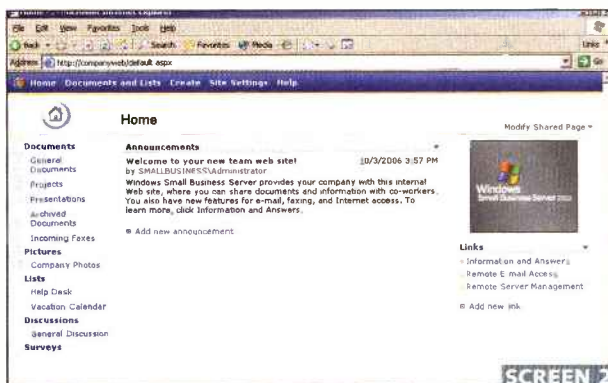 File Edit View Favorites Tools Help
Back Search Favorites Media Links
Address http://companyweb/default.aspx Go
Home Documents and Lists Create Site Settings Help
Home
Modify Shared Page
Documents
General
Documents
Projects
Presentations
Archived
Documents
Incoming Faxes
Pictures
Company Photos
Lists
Help Desk
Vacation Calendar
Discussions
General Discussion
Surveys
Announcements
Welcome to your new team web site! 10/3/2006 3:57 PM
by SMALLBUSINESS\Administrator
Windows Small Business Server provides your company with this internal
Web site, where you can share documents and information with co-workers.
You also have new features for e-mail, faxing, and Internet access. To
learn more, click Information and Answers.
Add new announcement
Windows
Small Business Server 2003
Links
Information and Answers
Remote E-mail Access
Remote Server Management
Add new link
SCREEN 2